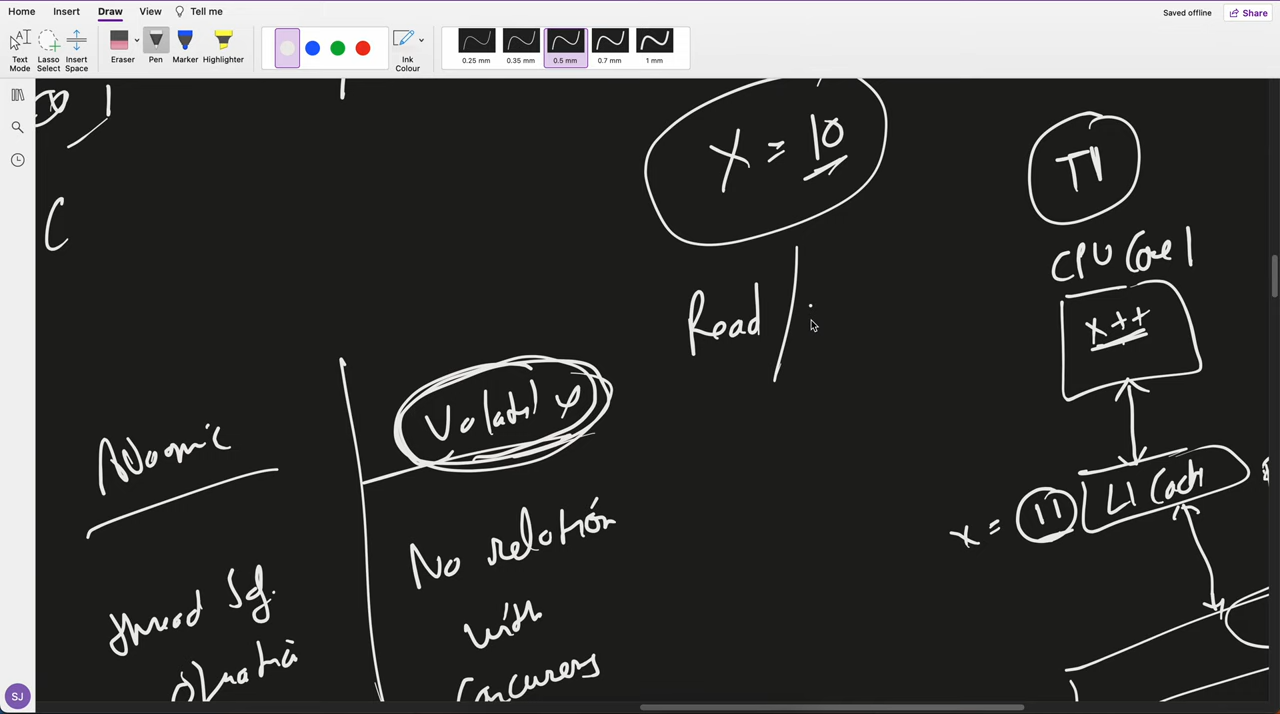 Home Insert Draw View Tell me
Saved offline Share
Text Mode
Lasso Select
Insert Space
Eraser
Pen
Marker
Highlighter
Ink Colour
0.25 mm
0.35 mm
0.5 mm
0.7 mm
1 mm
X = 10
T1
C
CPU Core 1
Read /
X++
Volatile
Atomic
L1 Cach
x = 11
No relation
with
thread
SJ